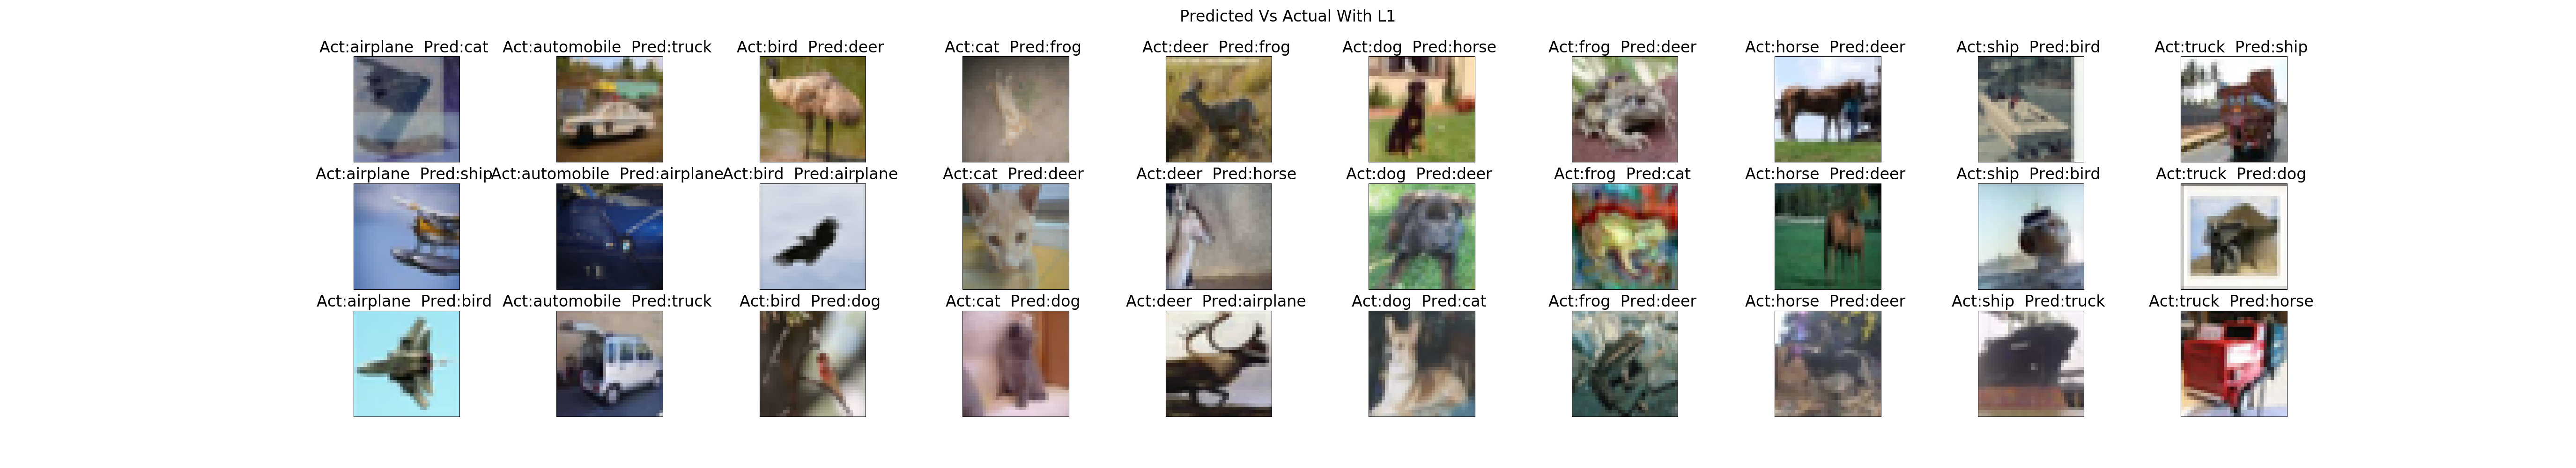 Predicted Vs Actual With L1
Act:airplane  Pred:cat
Act:automobile  Pred:truck
Act:bird  Pred:deer
Act:cat  Pred:frog
Act:deer  Pred:frog
Act:dog  Pred:horse
Act:frog  Pred:deer
Act:horse  Pred:deer
Act:ship  Pred:bird
Act:truck  Pred:ship
Act:airplane  Pred:ship
Act:automobile  Pred:airplane
Act:bird  Pred:airplane
Act:cat  Pred:deer
Act:deer  Pred:horse
Act:dog  Pred:deer
Act:frog  Pred:cat
Act:horse  Pred:deer
Act:ship  Pred:bird
Act:truck  Pred:dog
Act:airplane  Pred:bird
Act:automobile  Pred:truck
Act:bird  Pred:dog
Act:cat  Pred:dog
Act:deer  Pred:airplane
Act:dog  Pred:cat
Act:frog  Pred:deer
Act:horse  Pred:deer
Act:ship  Pred:truck
Act:truck  Pred:horse